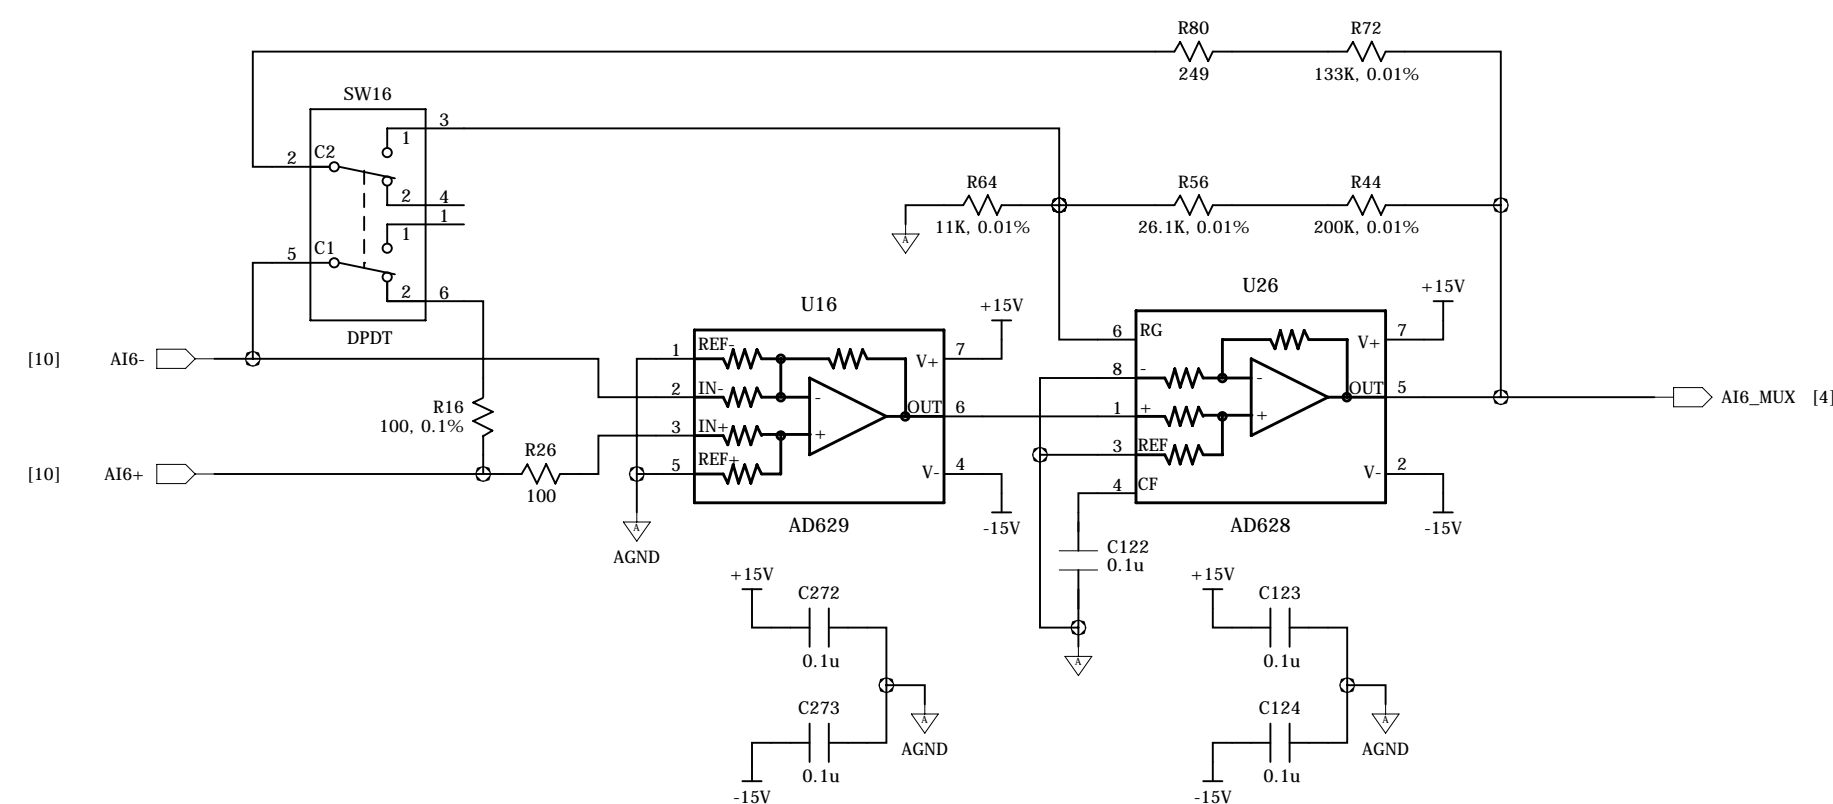 R80
R72
249
133K, 0.01%
SW16
3
1
2
C2
2
4
1
1
5
C1
2
6
DPDT
R64
R56
R44
11K, 0.01%
26.1K, 0.01%
200K, 0.01%
A
U16
+15V
U26
+15V
[10] AI6-
1
REF-
V+
7
2
IN-
-
OUT
6
3
IN+
+
5
REF+
V-
4
6
RG
V+
7
8
-
-
OUT
5
1
+
+
3
REF
V-
2
4
CF
AI6_MUX [4]
R16
100, 0.1%
[10] AI6+
R26
100
A
AGND
AD629
-15V
AD628
-15V
C122
0.1u
A
+15V
C272
0.1u
C273
0.1u
-15V
A
AGND
+15V
C123
0.1u
C124
0.1u
-15V
A
AGND